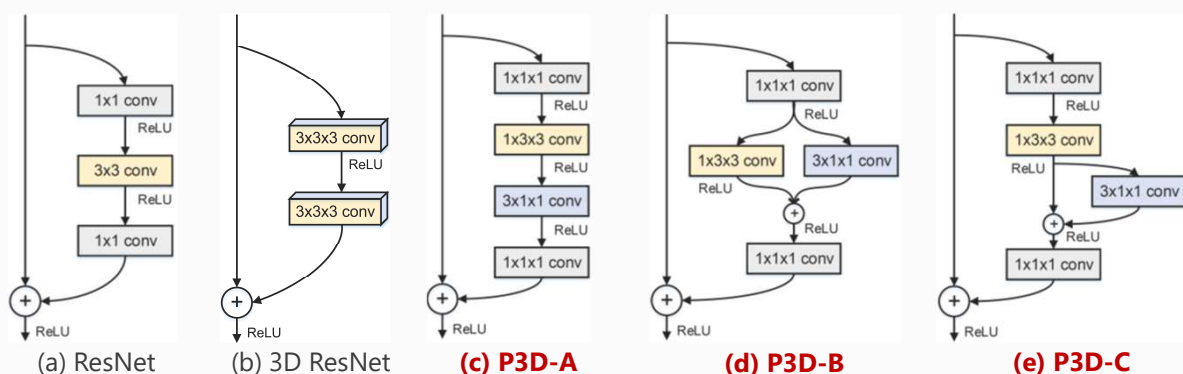 1x1 conv
ReLU
3x3 conv
ReLU
1x1 conv
+
ReLU
(a) ResNet
3x3x3 conv
ReLU
3x3x3 conv
+
ReLU
(b) 3D ResNet
1x1x1 conv
ReLU
1x3x3 conv
ReLU
3x1x1 conv
ReLU
1x1x1 conv
+
ReLU
(c) P3D-A
1x1x1 conv
ReLU
1x3x3 conv
3x1x1 conv
ReLU
+
ReLU
1x1x1 conv
+
ReLU
(d) P3D-B
1x1x1 conv
ReLU
1x3x3 conv
ReLU
3x1x1 conv
+
ReLU
1x1x1 conv
+
ReLU
(e) P3D-C